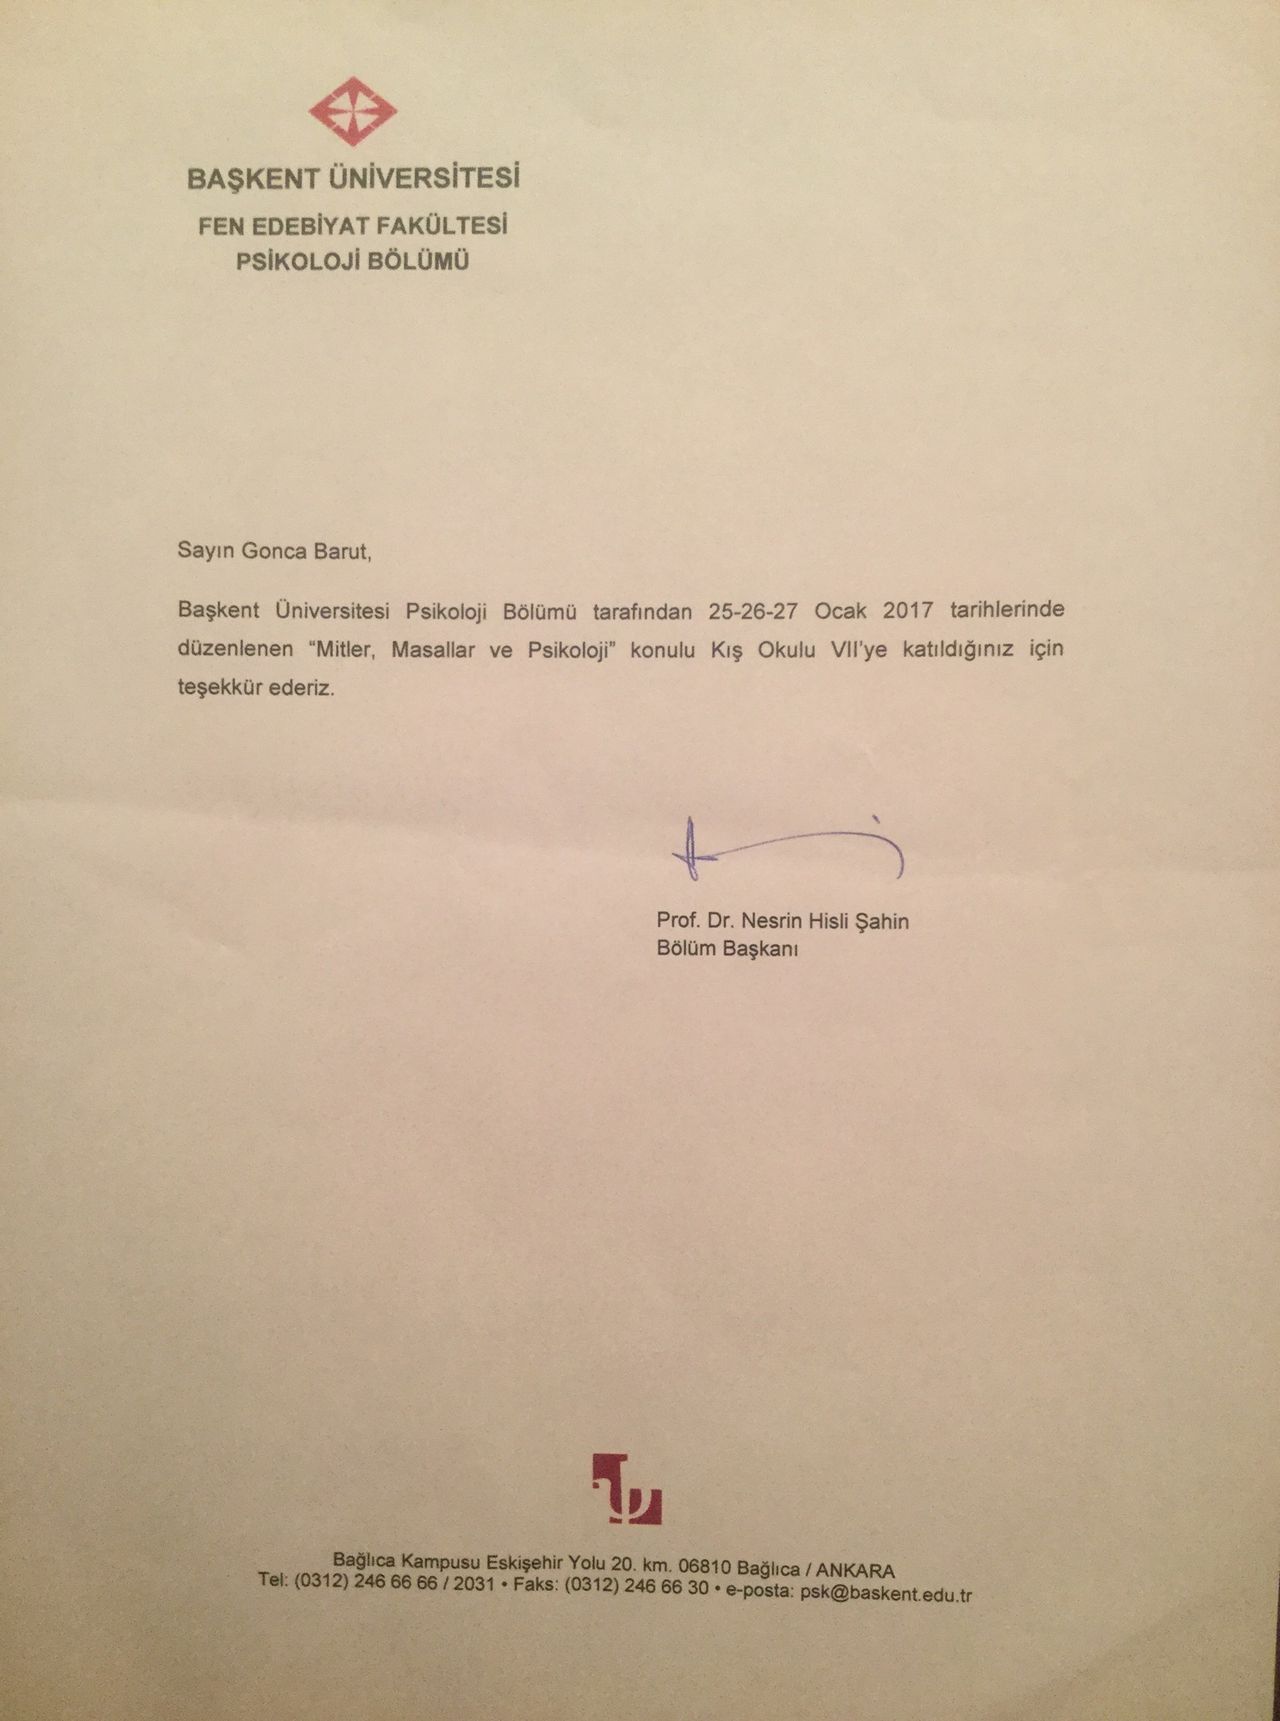 BAŞKENT ÜNİVERSİTESİ
FEN EDEBİYAT FAKÜLTESİ
PSİKOLOJİ BÖLÜMÜ
Sayın Gonca Barut,
Başkent Üniversitesi Psikoloji Bölümü tarafından 25-26-27 Ocak 2017 tarihlerinde
düzenlenen “Mitler, Masallar ve Psikoloji” konulu Kış Okulu VII’ye katıldığınız için
teşekkür ederiz.
Prof. Dr. Nesrin Hisli Şahin
Bölüm Başkanı
Bağlıca Kampusu Eskişehir Yolu 20. km. 06810 Bağlıca / ANKARA
Tel: (0312) 246 66 66 / 2031 • Faks: (0312) 246 66 30 • e-posta: psk@baskent.edu.tr